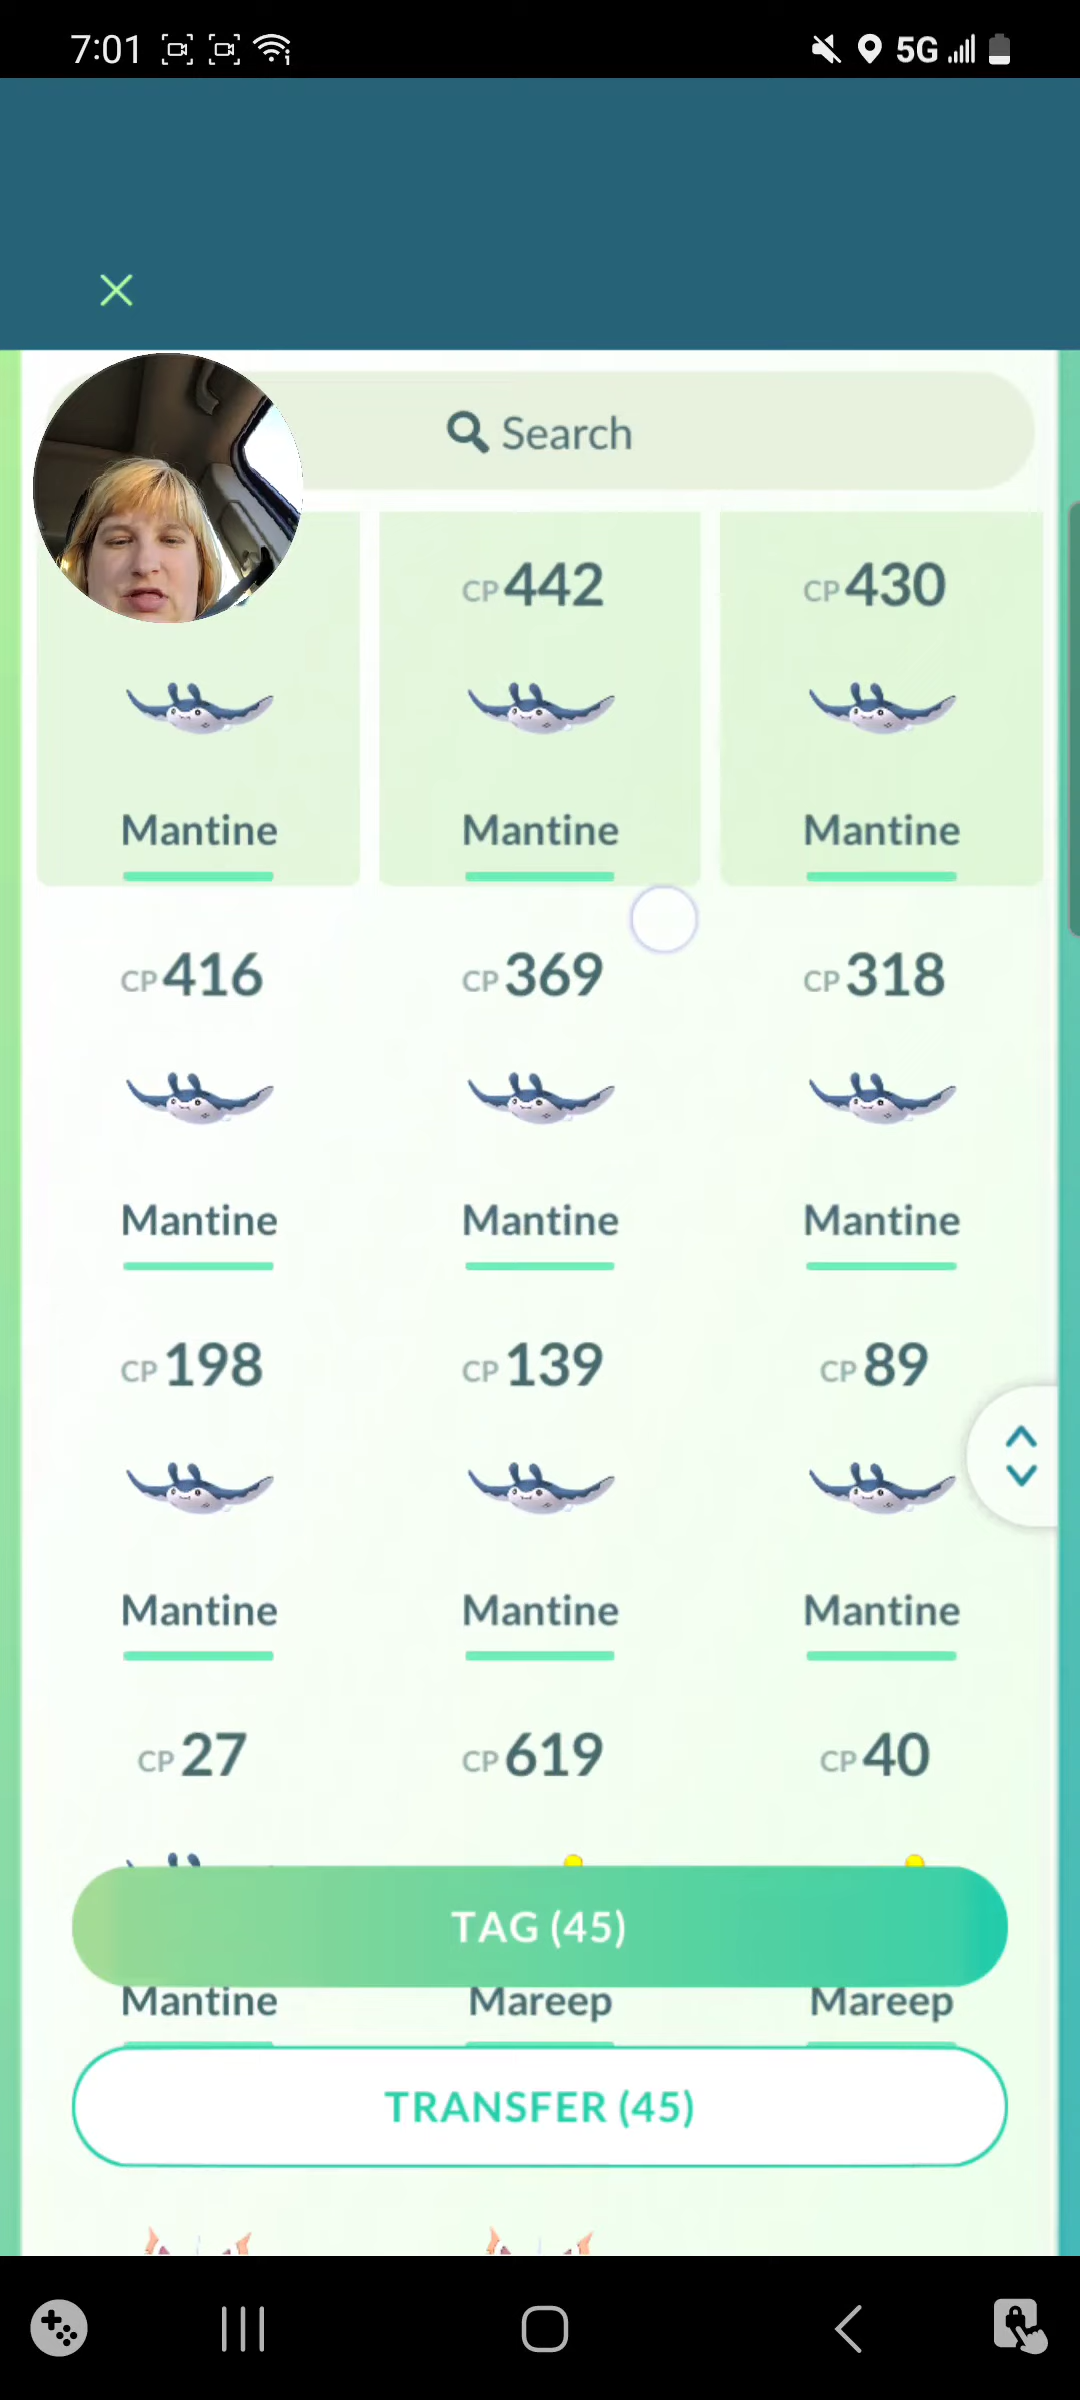 7:01 5G
Search
CP442 CP430
Mantine Mantine Mantine
CP416 CP369 CP318
Mantine Mantine Mantine
CP198 CP139 CP89
Mantine Mantine Mantine
CP27 CP619 CP40
TAG (45)
Mantine Mareep Mareep
TRANSFER (45)